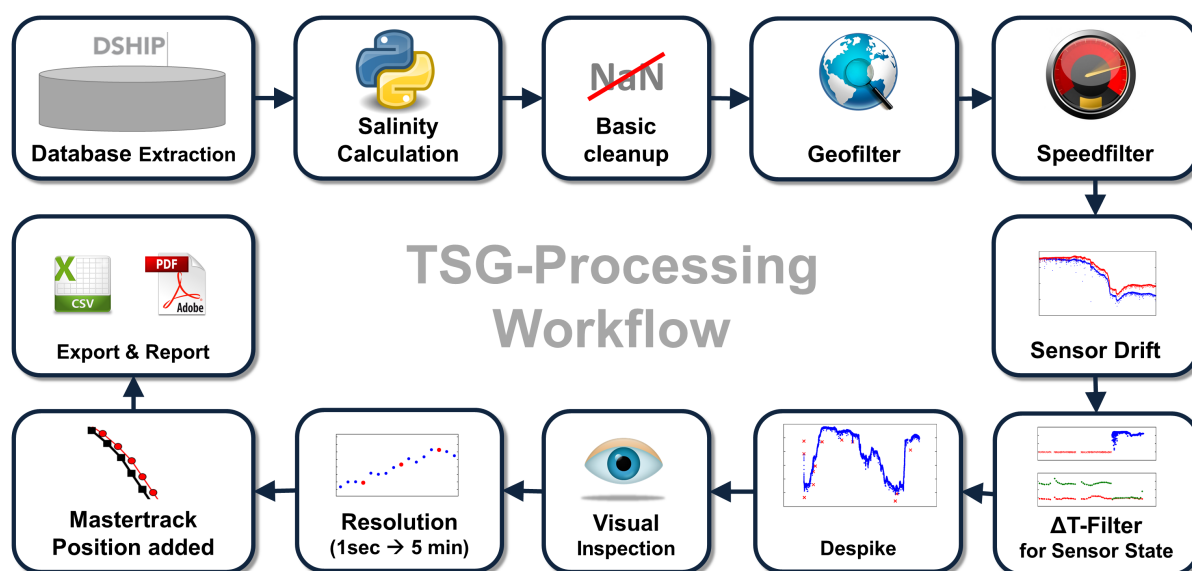 DSHIP
Database Extraction
Salinity
Calculation
NaN
Basic
cleanup
Geofilter
Speedfilter
TSG-Processing
Workflow
X
CSV
PDF
Adobe
Export & Report
Sensor Drift
Mastertrack
Position added
Resolution
(1sec → 5 min)
Visual
Inspection
Despike
ΔT-Filter
for Sensor State